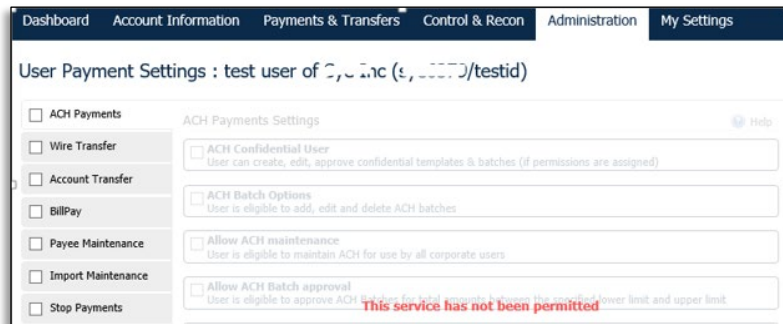 Dashboard Account Information Payments & Transfers Control & Recon Administration My Settings
User Payment Settings : test user of Inc (s /testid)
ACH Payments
Wire Transfer
Account Transfer
BillPay
Payee Maintenance
Import Maintenance
Stop Payments
ACH Payments Settings Help
ACH Confidential User
User can create, edit, approve confidential templates & batches (if permissions are assigned)
ACH Batch Options
User is eligible to add, edit and delete ACH batches
Allow ACH maintenance
User is eligible to maintain ACH for use by all corporate users
Allow ACH Batch approval
User is eligible to approve ACH Batches for total amounts between the specified lower limit and upper limit
This service has not been permitted